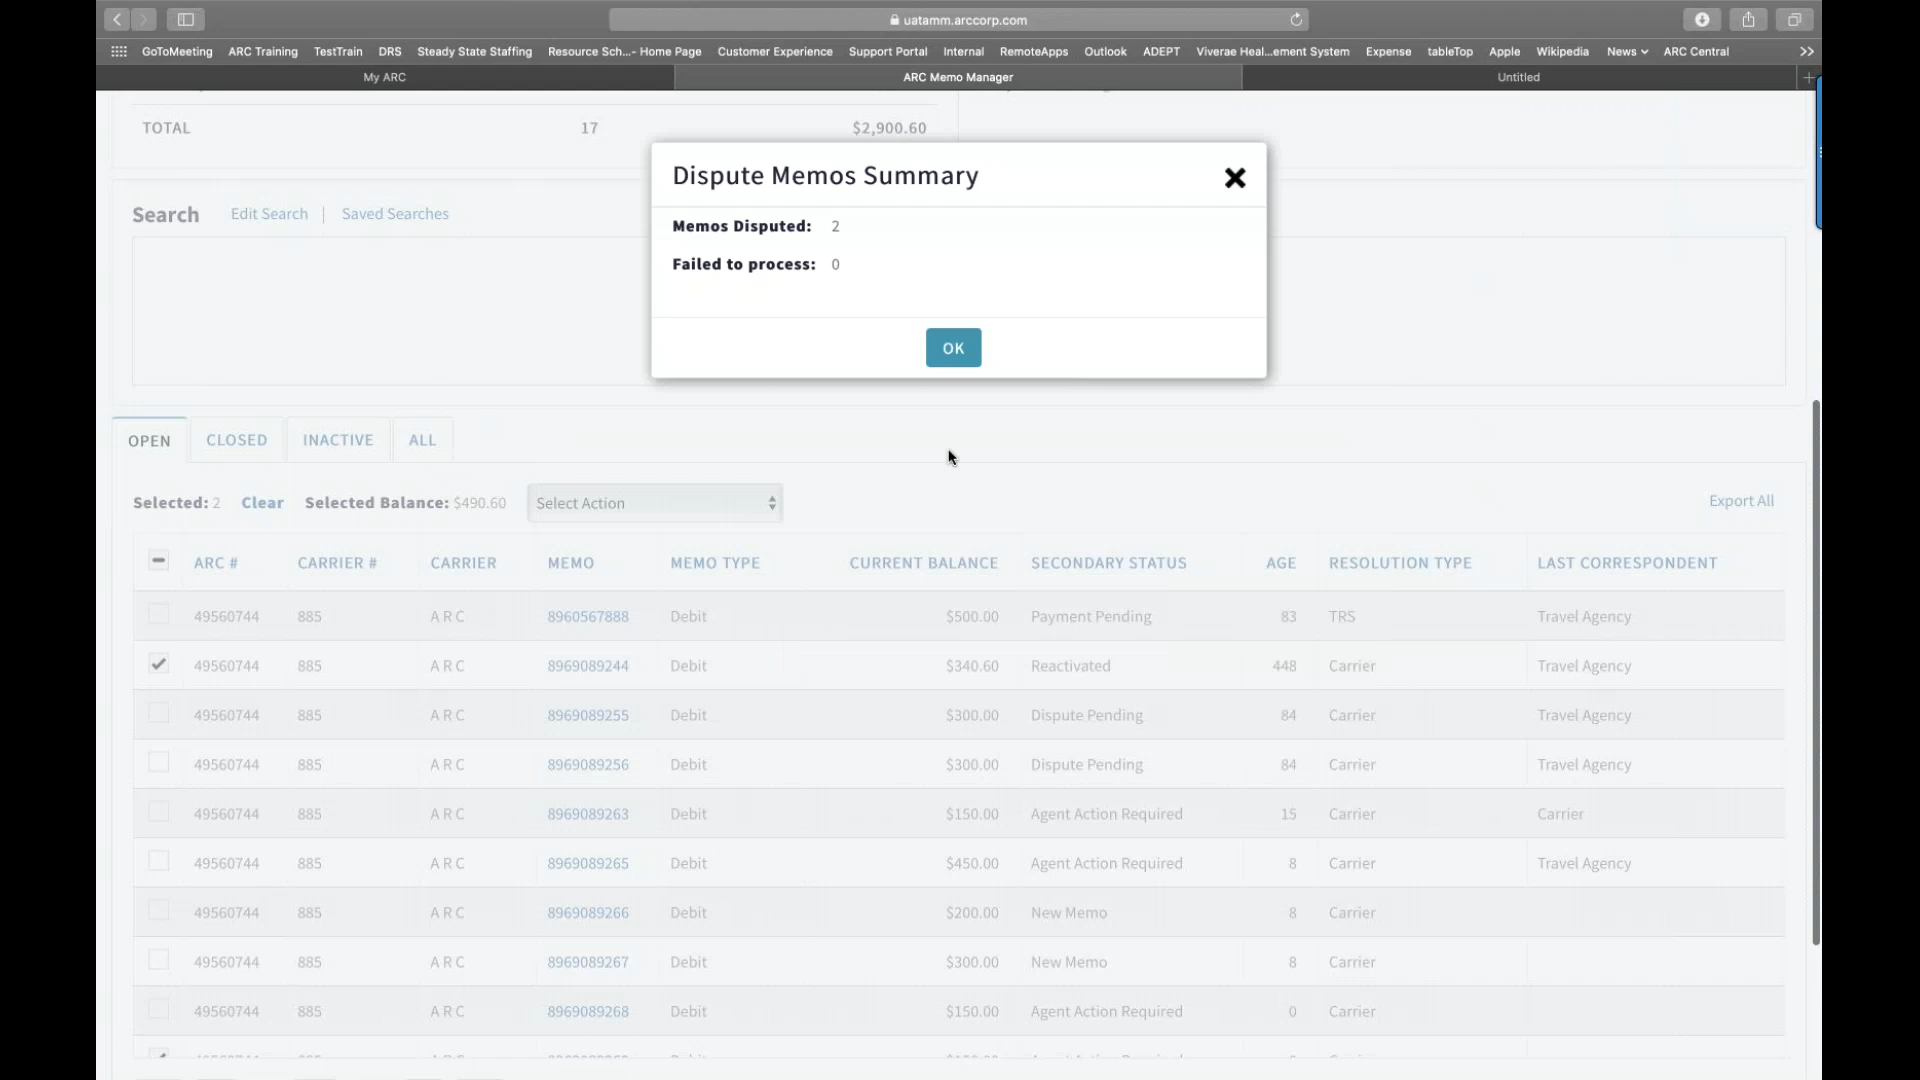 uatamm.arccorp.com
GoToMeeting ARC Training TestTrain DRS Steady State Staffing Resource Sch...- Home Page Customer Experience Support Portal Internal RemoteApps Outlook ADEPT Viverae Heal...ement System Expense tableTop Apple Wikipedia News ARC Central
My ARC ARC Memo Manager Untitled
TOTAL 17 $2,900.60
Dispute Memos Summary
Memos Disputed: 2
Failed to process: 0
OK
Search Edit Search | Saved Searches
OPEN CLOSED INACTIVE ALL
Selected: 2 Clear Selected Balance: $490.60 Select Action Export All
ARC # CARRIER # CARRIER MEMO MEMO TYPE CURRENT BALANCE SECONDARY STATUS AGE RESOLUTION TYPE LAST CORRESPONDENT
49560744 885 A R C 8960567888 Debit $500.00 Payment Pending 83 TRS Travel Agency
49560744 885 A R C 8969089244 Debit $340.60 Reactivated 448 Carrier Travel Agency
49560744 885 A R C 8969089255 Debit $300.00 Dispute Pending 84 Carrier Travel Agency
49560744 885 A R C 8969089256 Debit $300.00 Dispute Pending 84 Carrier Travel Agency
49560744 885 A R C 8969089263 Debit $150.00 Agent Action Required 15 Carrier Carrier
49560744 885 A R C 8969089265 Debit $450.00 Agent Action Required 8 Carrier Travel Agency
49560744 885 A R C 8969089266 Debit $200.00 New Memo 8 Carrier
49560744 885 A R C 8969089267 Debit $300.00 New Memo 8 Carrier
49560744 885 A R C 8969089268 Debit $150.00 Agent Action Required 0 Carrier